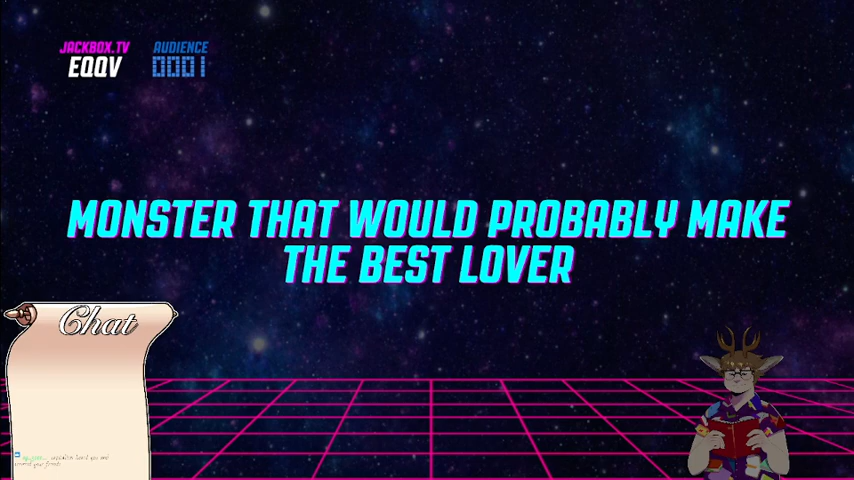 JACKBOX.TV AUDIENCE
EQQV 0001
MONSTER THAT WOULD PROBABLY MAKE
THE BEST LOVER
Chat